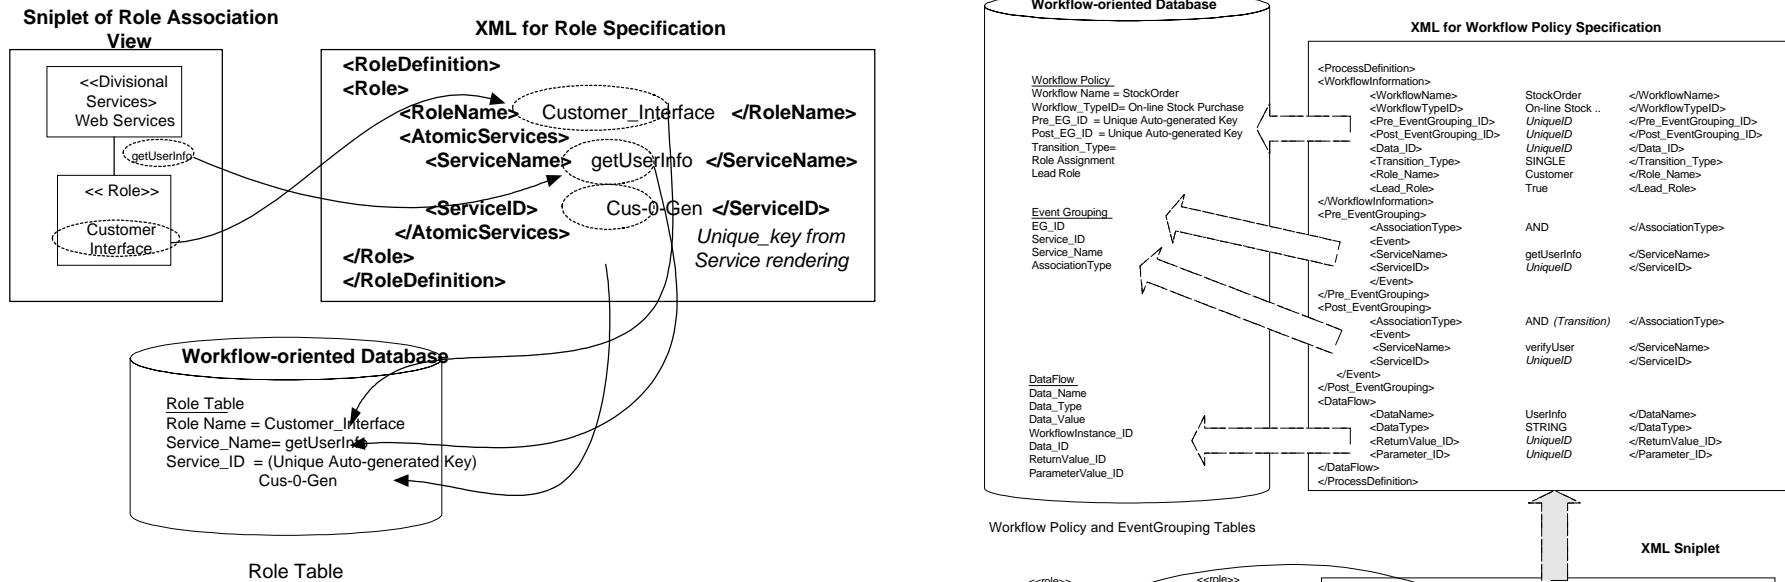 Sniplet of Role Association
View
<<Divisional
Services>
Web Services
getUserInfo
<< Role>>
Customer
Interface
XML for Role Specification
<RoleDefinition>
<Role>
<RoleName> Customer_Interface </RoleName>
<AtomicServices>
<ServiceName> getUserInfo </ServiceName>
<ServiceID> Cus-0-Gen </ServiceID>
</AtomicServices>
Unique_key from
Service rendering
</Role>
</RoleDefinition>
Workflow-oriented Database
Role Table
Role Name = Customer_Interface
Service_Name= getUserInfo
Service_ID = (Unique Auto-generated Key)
Cus-0-Gen
Role Table
Workflow-oriented Database
Workflow Policy
Workflow Name = StockOrder
Workflow_TypeID= On-line Stock Purchase
Pre_EG_ID = Unique Auto-generated Key
Post_EG_ID = Unique Auto-generated Key
Transition_Type=
Role Assignment
Lead Role
Event Grouping
EG_ID
Service_ID
Service_Name
AssociationType
DataFlow
Data_Name
Data_Type
Data_Value
WorkflowInstance_ID
Data_ID
ReturnValue_ID
ParameterValue_ID
Workflow Policy and EventGrouping Tables
XML for Workflow Policy Specification
<ProcessDefinition>
<WorkflowInformation>
<WorkflowName> StockOrder </WorkflowName>
<WorkflowTypeID> On-line Stock .. </WorkflowTypeID>
<Pre_EventGrouping_ID> UniqueID </Pre_EventGrouping_ID>
<Post_EventGrouping_ID> UniqueID </Post_EventGrouping_ID>
<Data_ID> UniqueID </Data_ID>
<Transition_Type> SINGLE </Transition_Type>
<Role_Name> Customer </Role_Name>
<Lead_Role> True </Lead_Role>
</WorkflowInformation>
<Pre_EventGrouping>
<AssociationType> AND </AssociationType>
<Event>
<ServiceName> getUserInfo </ServiceName>
<ServiceID> UniqueID </ServiceID>
</Event>
</Pre_EventGrouping>
<Post_EventGrouping>
<AssociationType> AND (Transition) </AssociationType>
<Event>
<ServiceName> verifyUser </ServiceName>
<ServiceID> UniqueID </ServiceID>
</Event>
</Post_EventGrouping>
<DataFlow>
<DataName> UserInfo </DataName>
<DataType> STRING </DataType>
<ReturnValue_ID> UniqueID </ReturnValue_ID>
<Parameter_ID> UniqueID </Parameter_ID>
</DataFlow>
</ProcessDefinition>
XML Sniplet
<<role>>
<<role>>